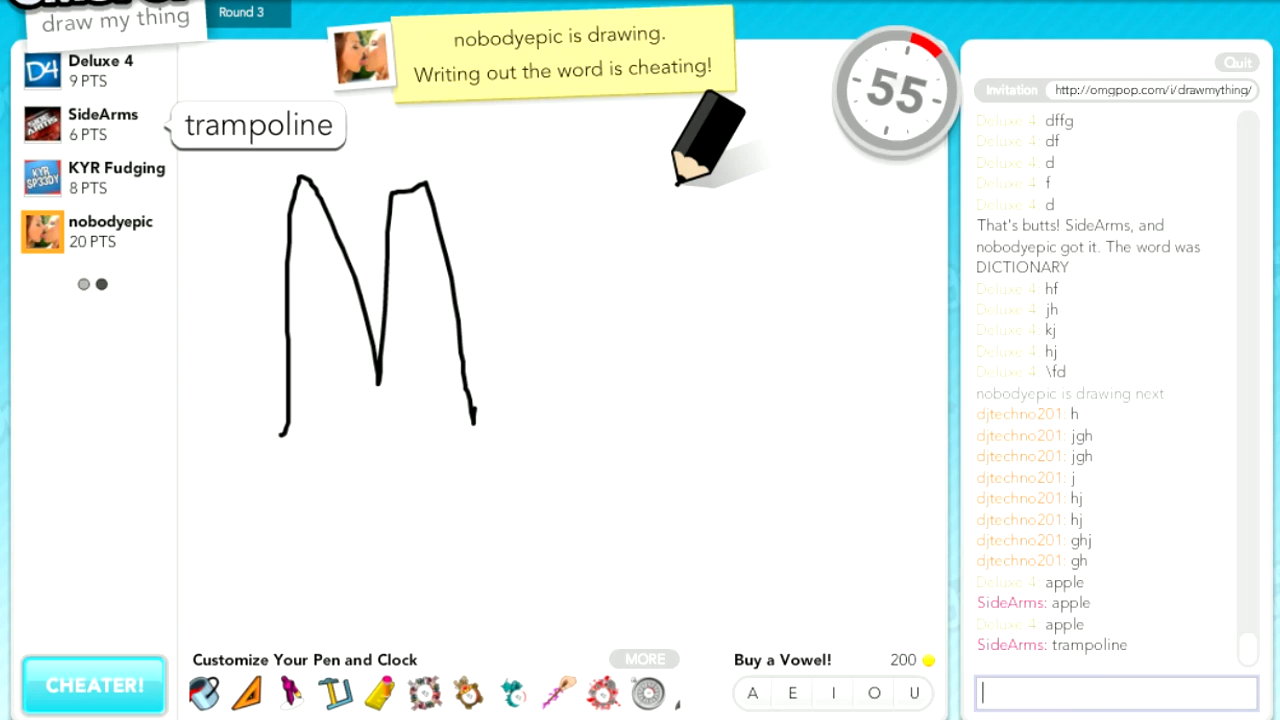 draw my thing
Round 3
Deluxe 4
9 PTS
SideArms
6 PTS
KYR Fudging
8 PTS
nobodyepic
20 PTS
D4
KYR
SP33DY
trampoline
nobodyepic is drawing.
Writing out the word is cheating!
55
M
CHEATER!
Customize Your Pen and Clock
MORE
Buy a Vowel!
200
A E I O U
Quit
Invitation http://omgpop.com/i/drawmything/
Deluxe 4: dffg
Deluxe 4: df
Deluxe 4: d
Deluxe 4: f
Deluxe 4: d
That's butts! SideArms, and
nobodyepic got it. The word was
DICTIONARY
Deluxe 4: hf
Deluxe 4: jh
Deluxe 4: kj
Deluxe 4: hj
Deluxe 4: \fd
nobodyepic is drawing next
djtechno201: h
djtechno201: jgh
djtechno201: jgh
djtechno201: j
djtechno201: hj
djtechno201: hj
djtechno201: ghj
djtechno201: gh
Deluxe 4: apple
SideArms: apple
Deluxe 4: apple
SideArms: trampoline